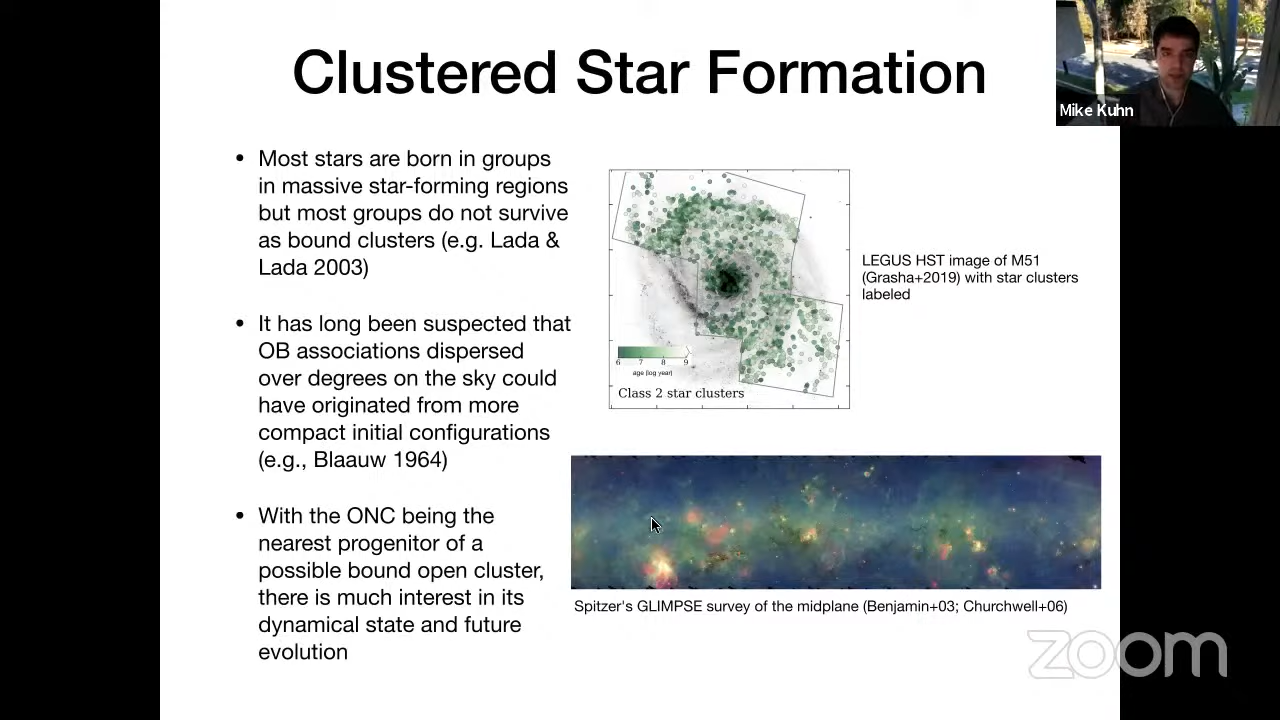 Clustered Star Formation
Mike Kuhn
• Most stars are born in groups
in massive star-forming regions
but most groups do not survive
as bound clusters (e.g. Lada &
Lada 2003)
• It has long been suspected that
OB associations dispersed
over degrees on the sky could
have originated from more
compact initial configurations
(e.g., Blaauw 1964)
• With the ONC being the
nearest progenitor of a
possible bound open cluster,
there is much interest in its
dynamical state and future
evolution
6 7 8 9
age (log year)
Class 2 star clusters
LEGUS HST image of M51
(Grasha+2019) with star clusters
labeled
Spitzer's GLIMPSE survey of the midplane (Benjamin+03; Churchwell+06)
zoom